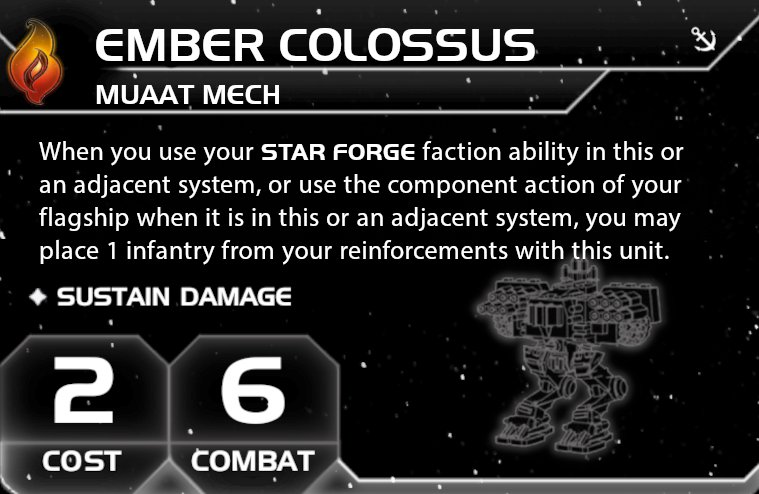 EMBER COLOSSUS
MUAAT MECH
When you use your STAR FORGE faction ability in this or
an adjacent system, or use the component action of your
flagship when it is in this or an adjacent system, you may
place 1 infantry from your reinforcements with this unit.
SUSTAIN DAMAGE
2
COST
6
COMBAT